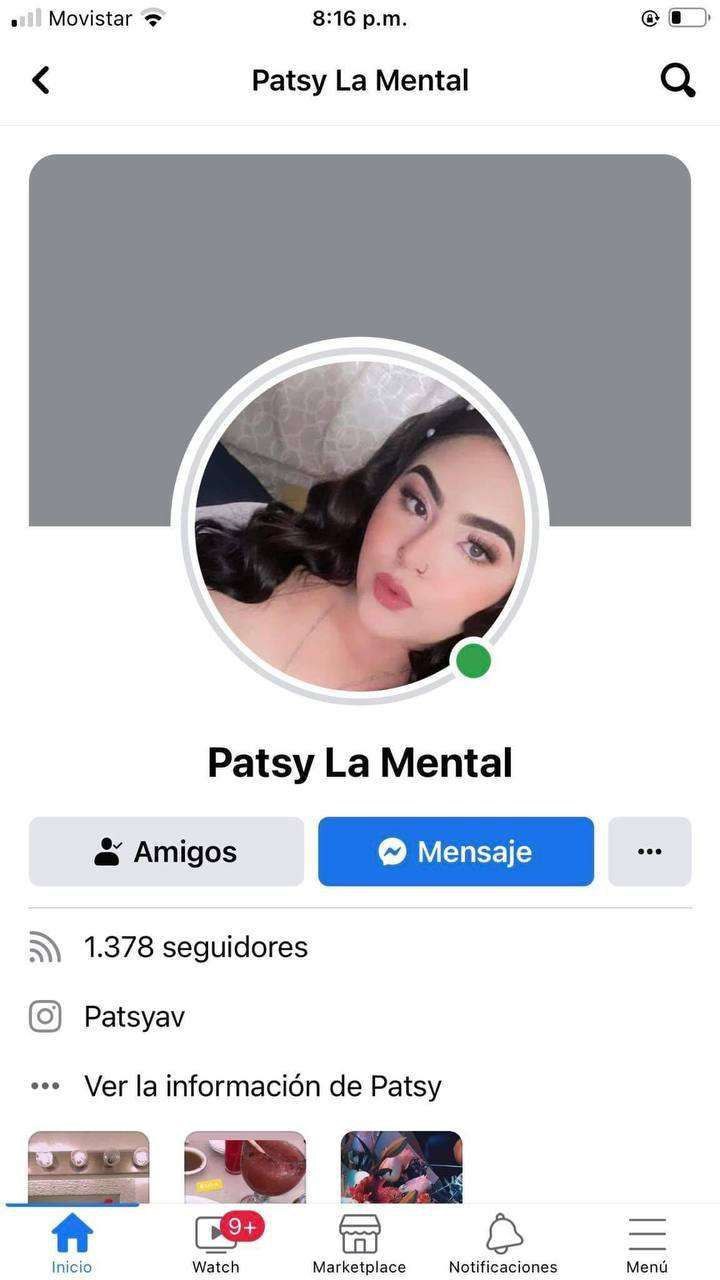 Movistar
8:16 p.m.
Patsy La Mental
Patsy La Mental
Amigos
Mensaje
1.378 seguidores
Patsyav
Ver la información de Patsy
9+
Inicio
Watch
Marketplace
Notificaciones
Menú